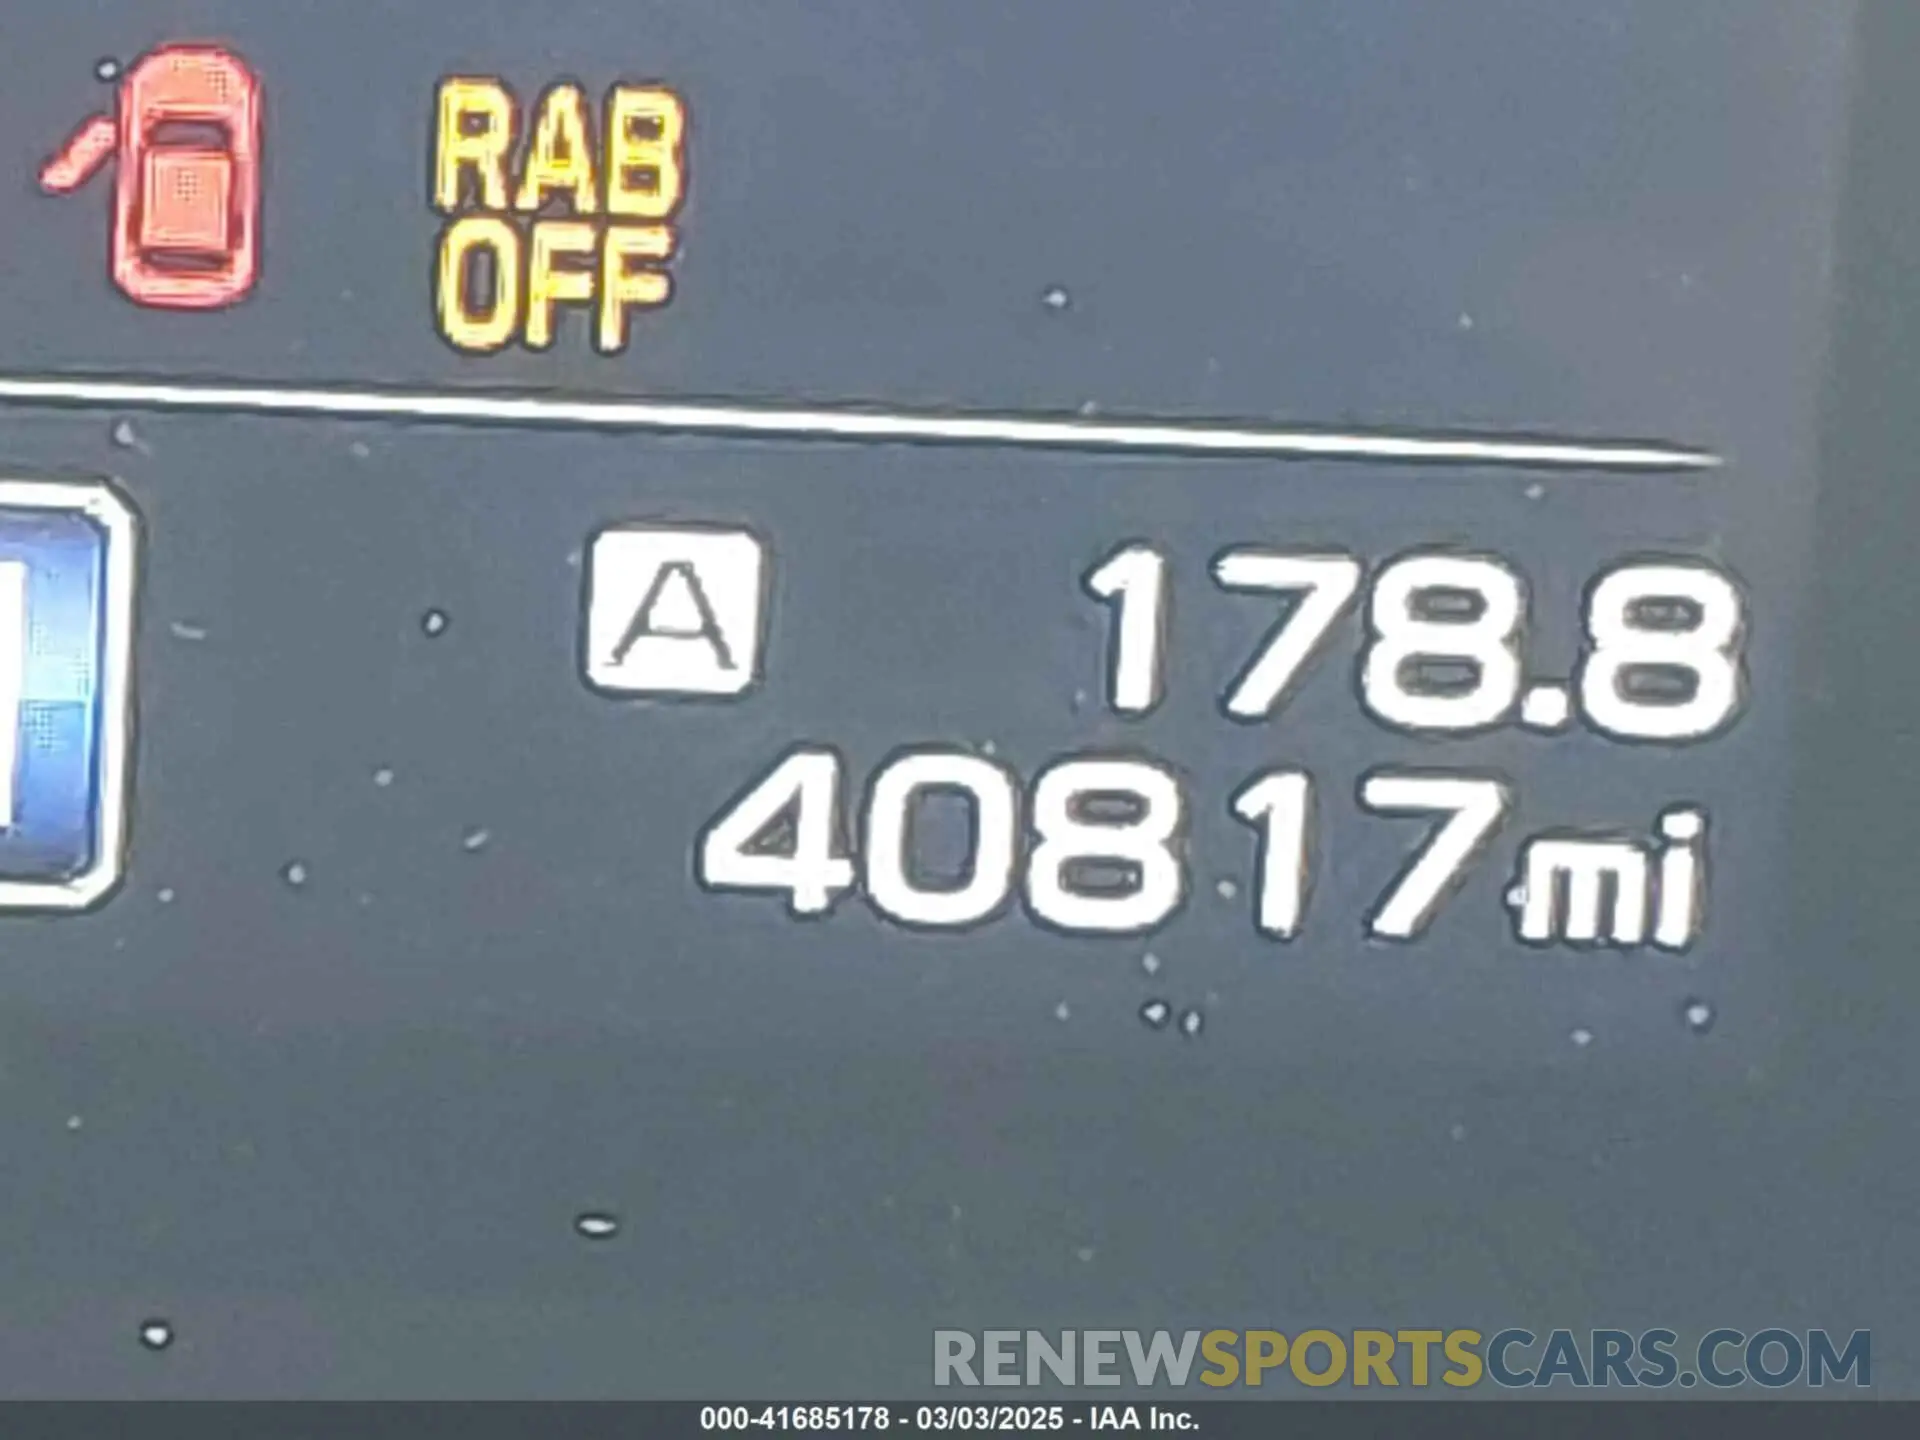 RAB
OFF
A 178.8
40817mi
RENEWSPORTSCARS.COM
000-41685178 - 03/03/2025 - IAA Inc.